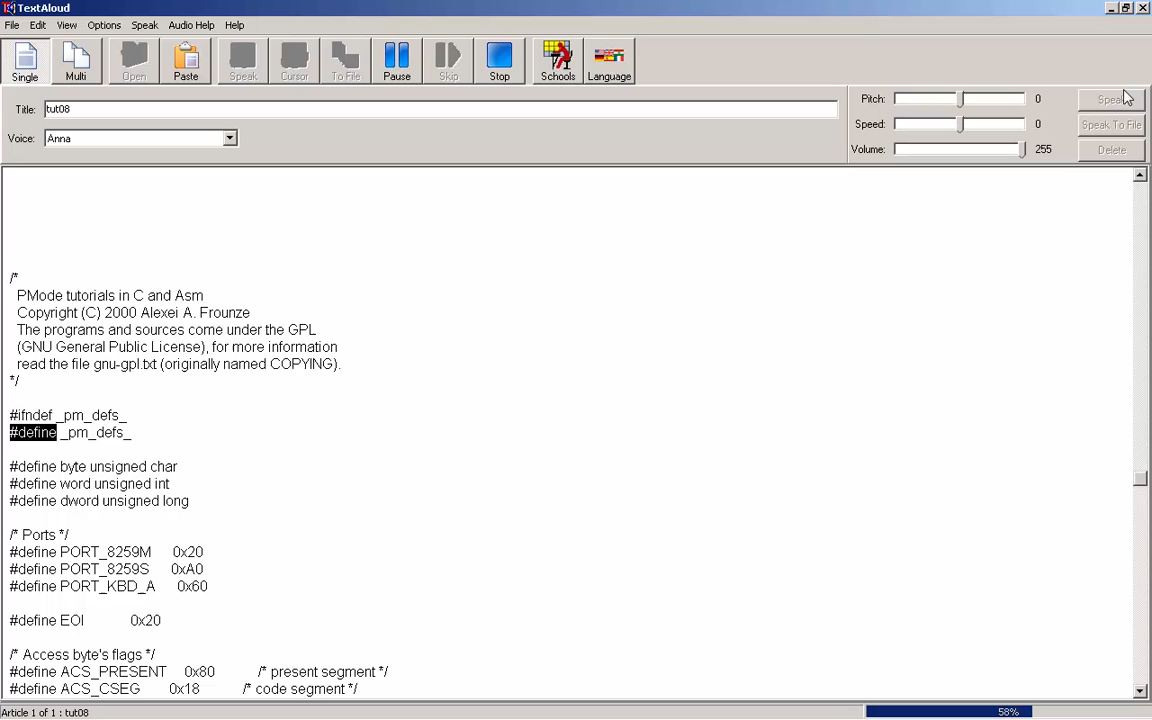 TextAloud
File Edit View Options Speak Audio Help Help
Single Multi Open Paste Speak Cursor To File Pause Skip Stop Schools Language
Title: tut08
Voice: Anna
Pitch: 0
Speed: 0
Volume: 255
Speak
Speak To File
Delete
/*
PMode tutorials in C and Asm
Copyright (C) 2000 Alexei A. Frounze
The programs and sources come under the GPL
(GNU General Public License), for more information
read the file gnu-gpl.txt (originally named COPYING).
*/
#ifndef _pm_defs_
#define _pm_defs_
#define byte unsigned char
#define word unsigned int
#define dword unsigned long
/* Ports */
#define PORT_8259M 0x20
#define PORT_8259S 0xA0
#define PORT_KBD_A 0x60
#define EOI 0x20
/* Access byte's flags */
#define ACS_PRESENT 0x80 /* present segment */
#define ACS_CSEG 0x18 /* code segment */
Article 1 of 1 : tut08
58%